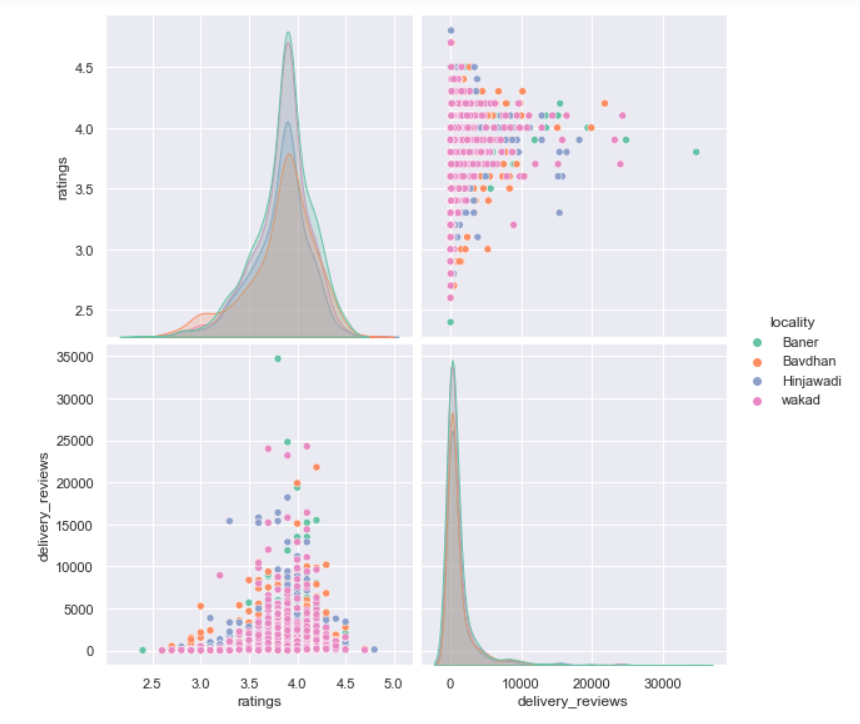 4.5
4.0
3.5
3.0
2.5
ratings
35000
30000
25000
20000
15000
10000
5000
0
delivery_reviews
2.5 3.0 3.5 4.0 4.5 5.0
ratings
0 10000 20000 30000
delivery_reviews
locality
Baner
Bavdhan
Hinjawadi
wakad